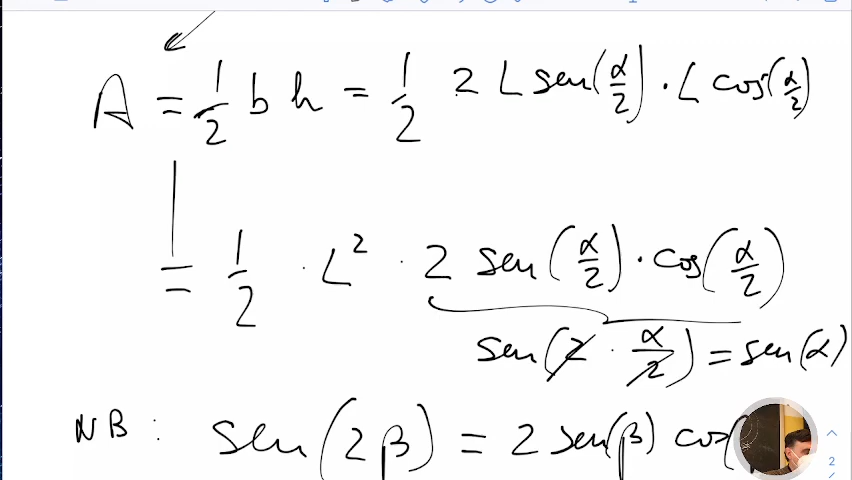 A = 1/2 b h = 1/2 2 L sen(α/2) · L cos(α/2)
= 1/2 · L² · 2 sen(α/2) · cos(α/2)
sen(2 · α/2) = sen(α)
NB : sen(2β) = 2 sen(β) cos(
2